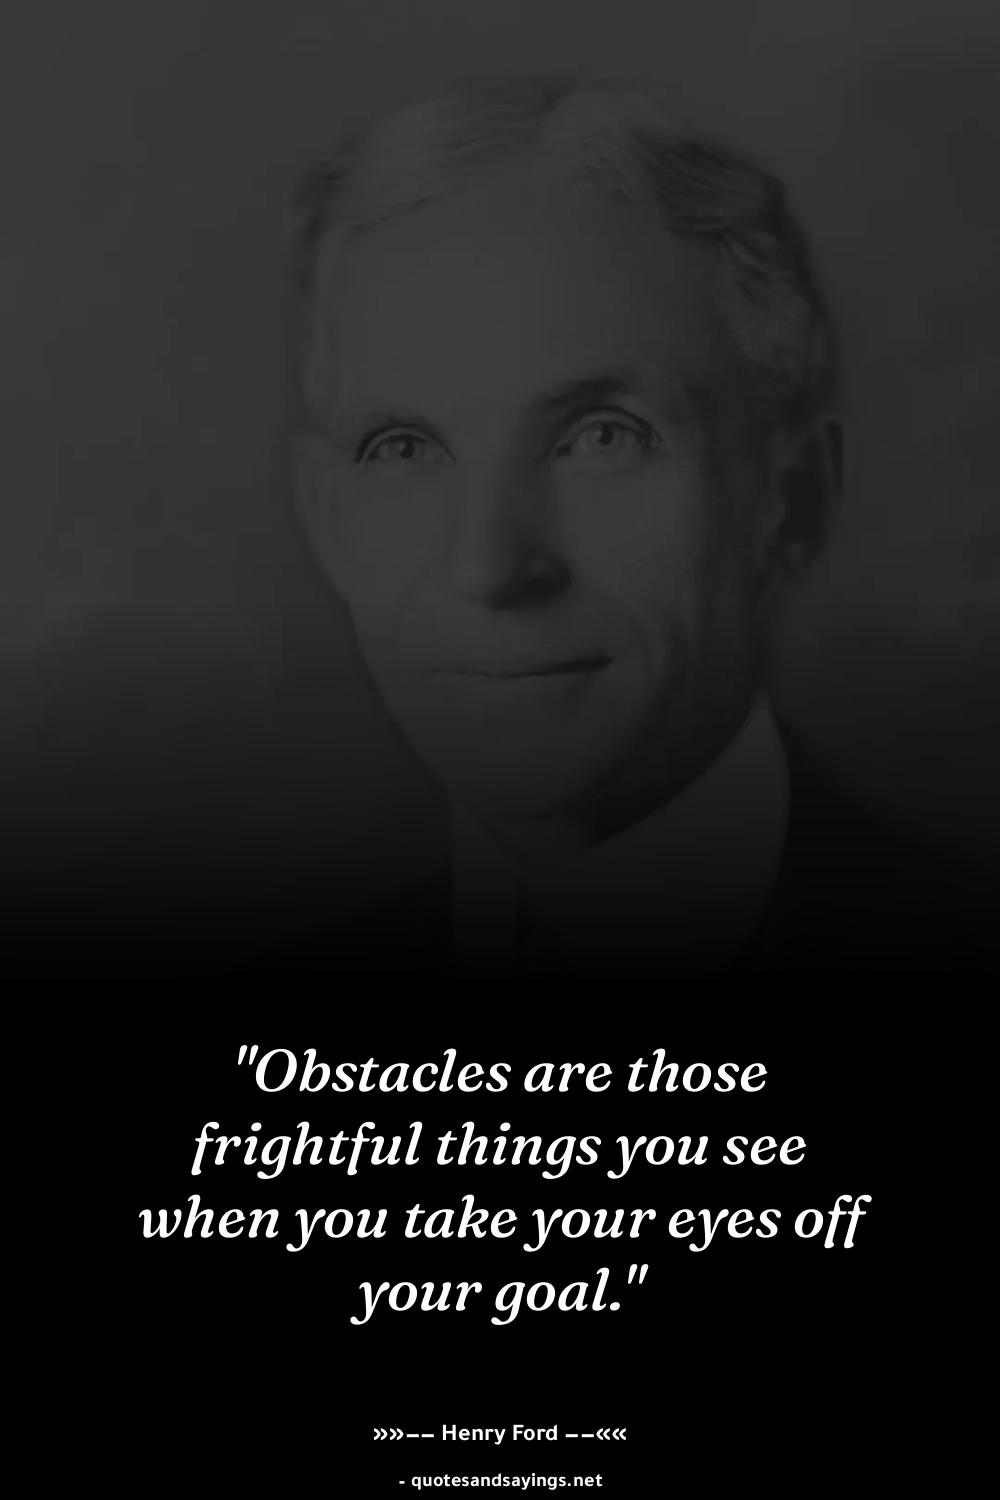 "Obstacles are those
frightful things you see
when you take your eyes off
your goal."
»»−− Henry Ford −−««
- quotesandsayings.net